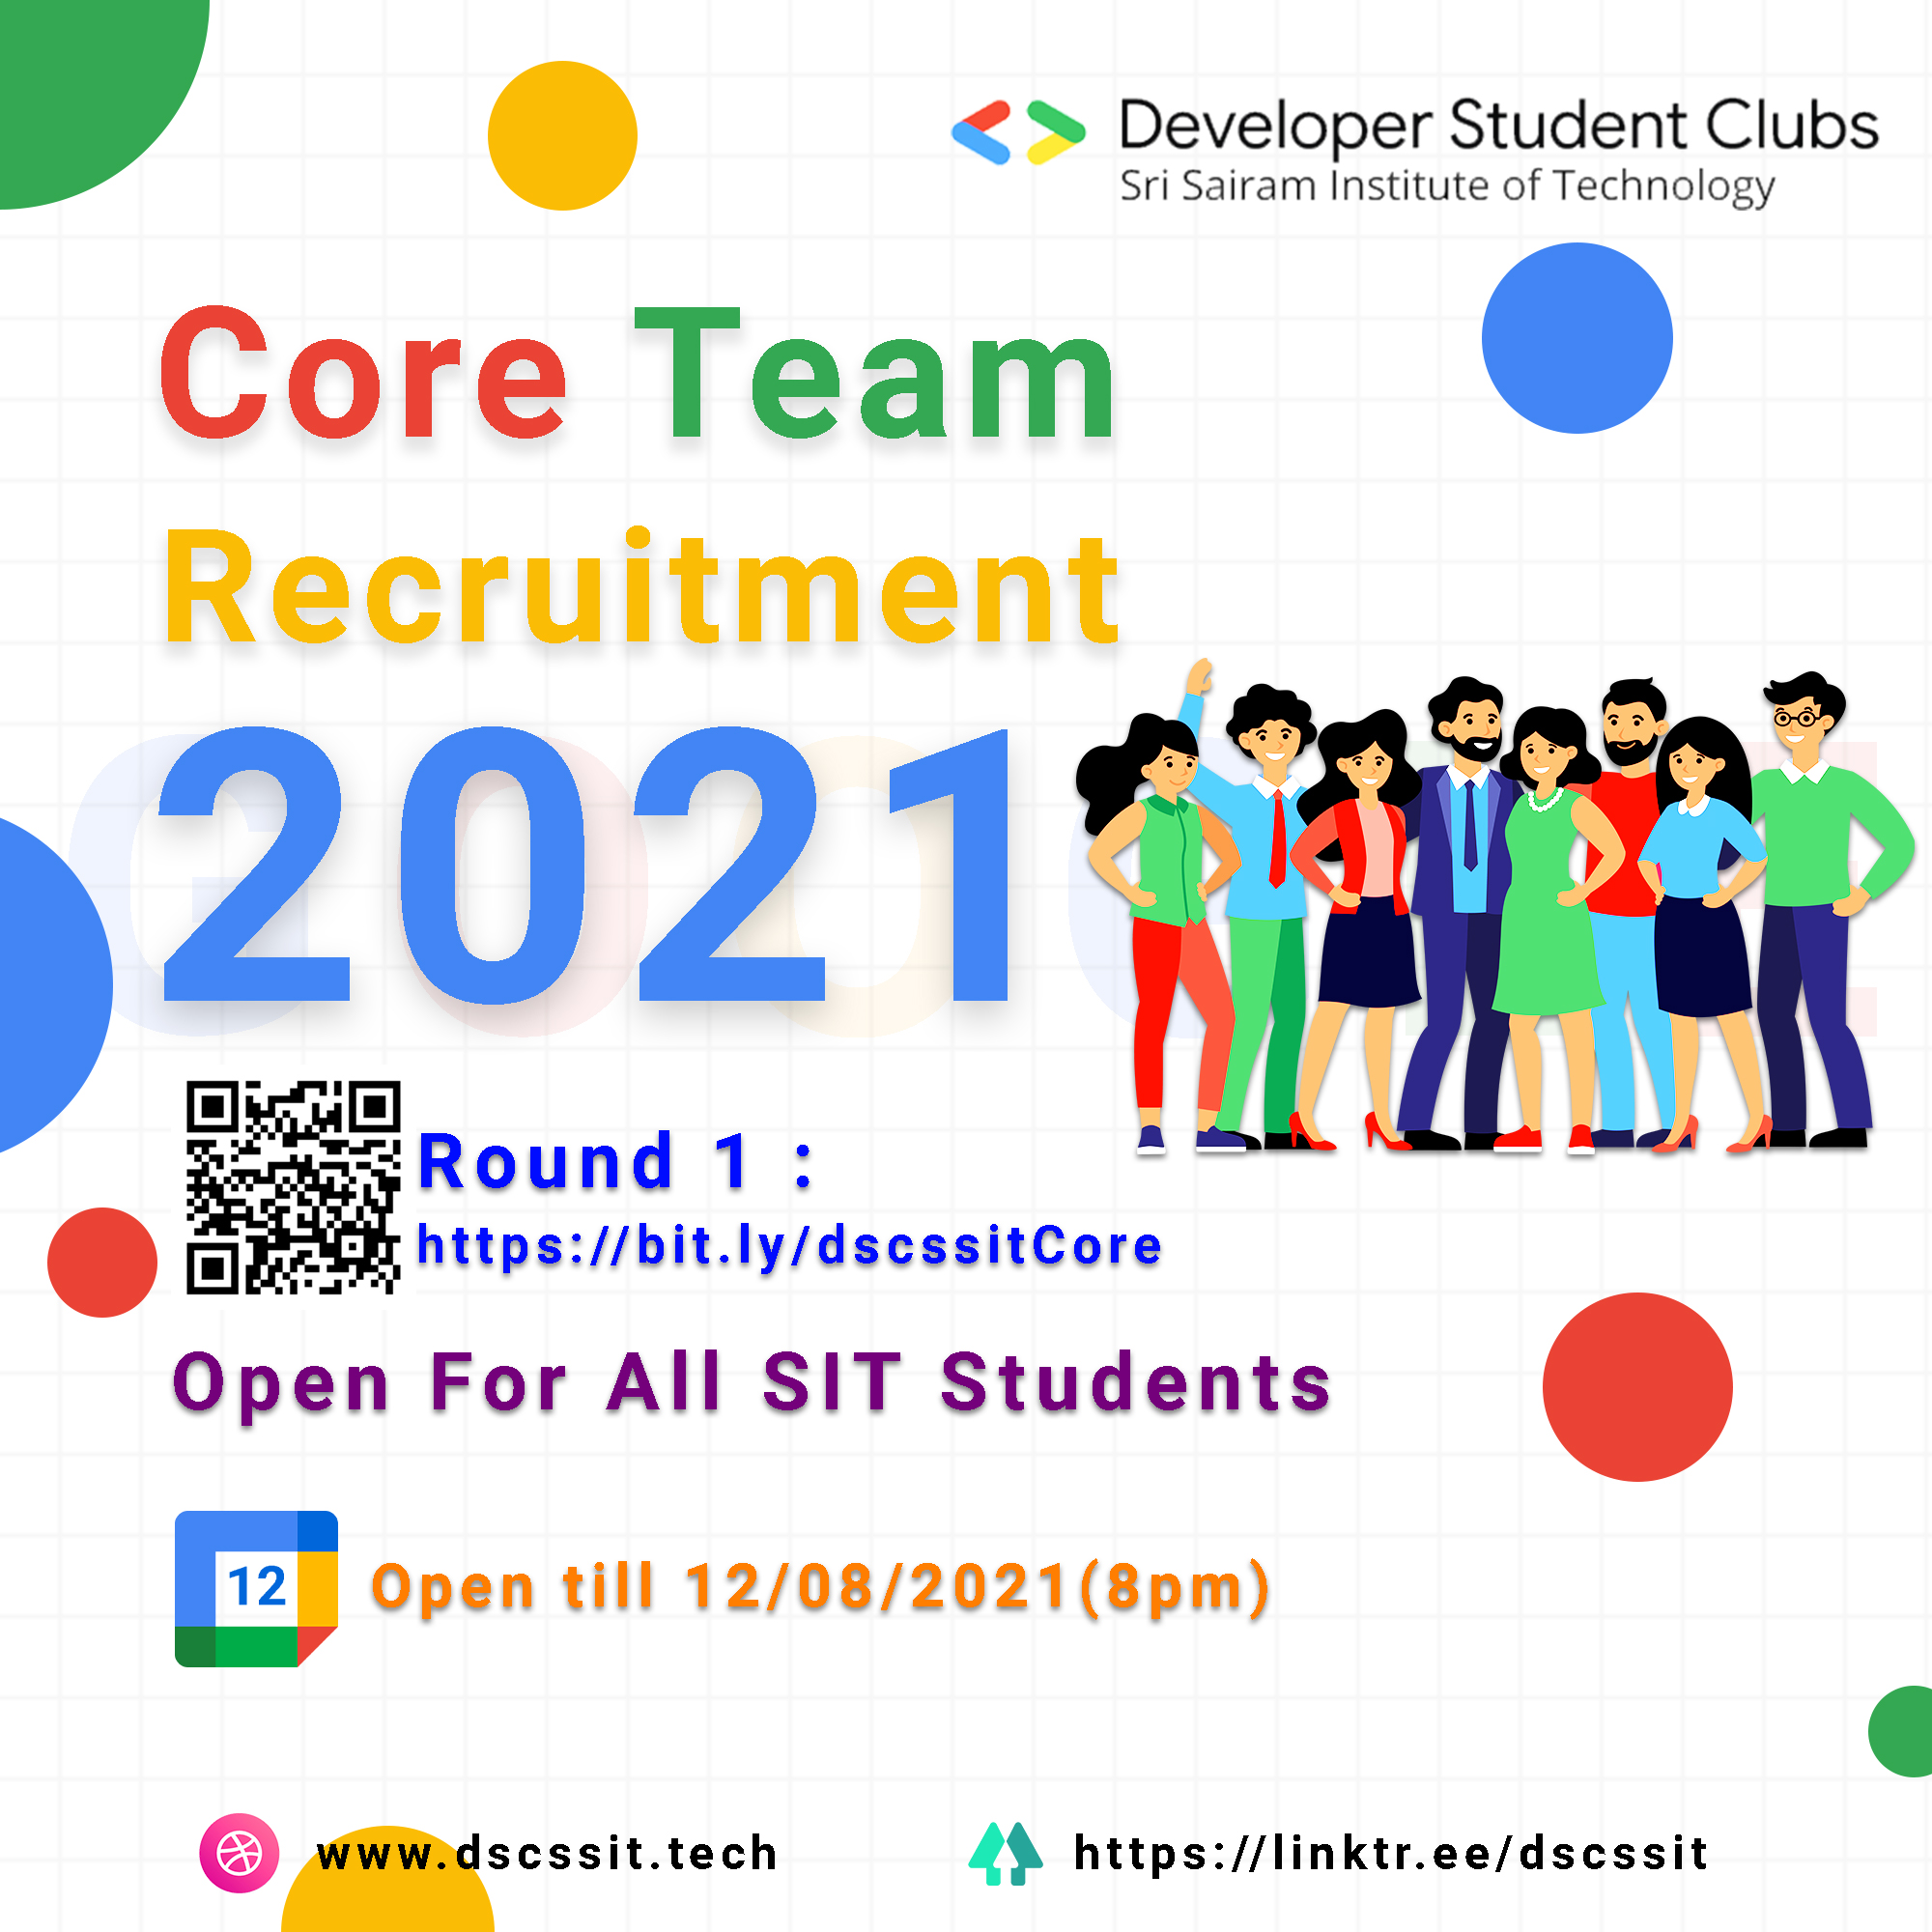 Developer Student Clubs
Sri Sairam Institute of Technology
Core Team
Recruitment
2021
GOOGLE
Round 1 :
https://bit.ly/dscssitCore
Open For All SIT Students
12
Open till 12/08/2021(8pm)
www.dscssit.tech
https://linktr.ee/dscssit